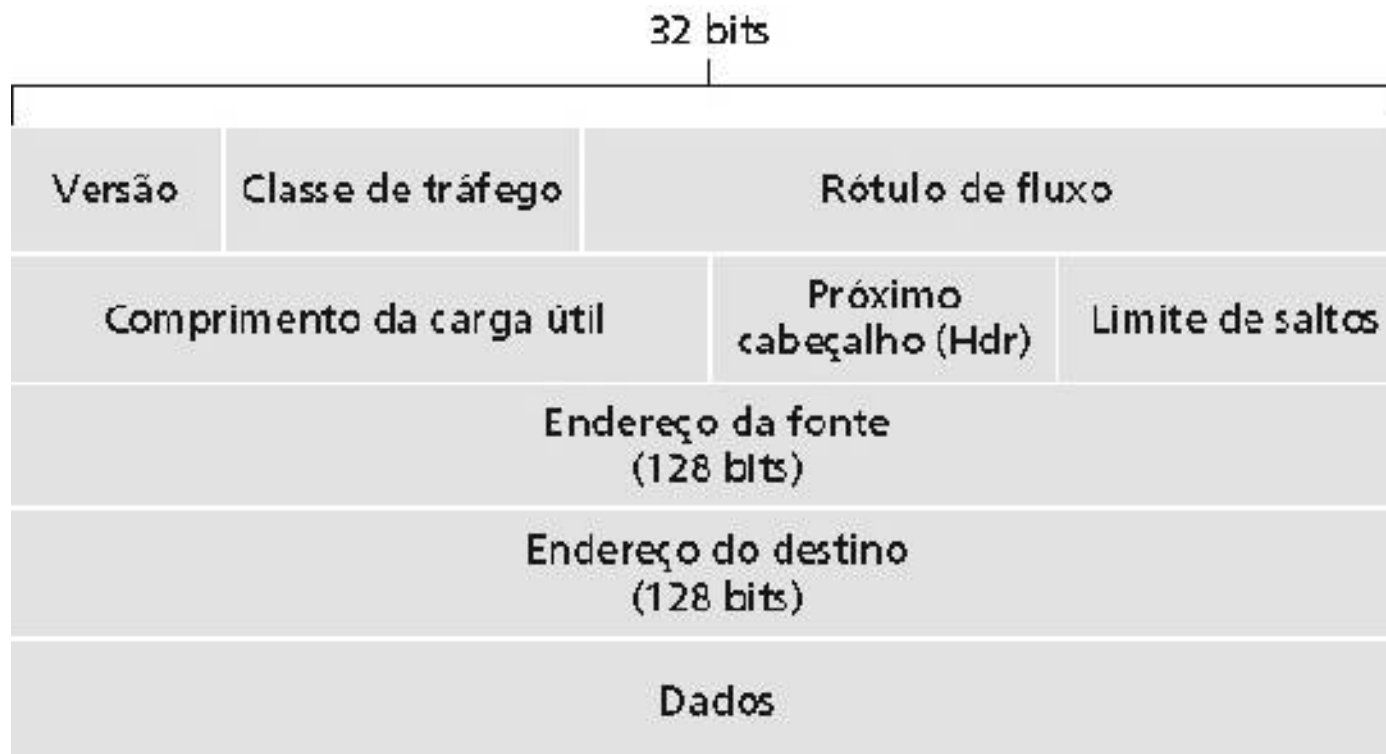 32 bits
Versão
Classe de tráfego
Rótulo de fluxo
Comprimento da carga útil
Próximo
cabeçalho (Hdr)
Limite de saltos
Endereço da fonte
(128 bits)
Endereço do destino
(128 bits)
Dados